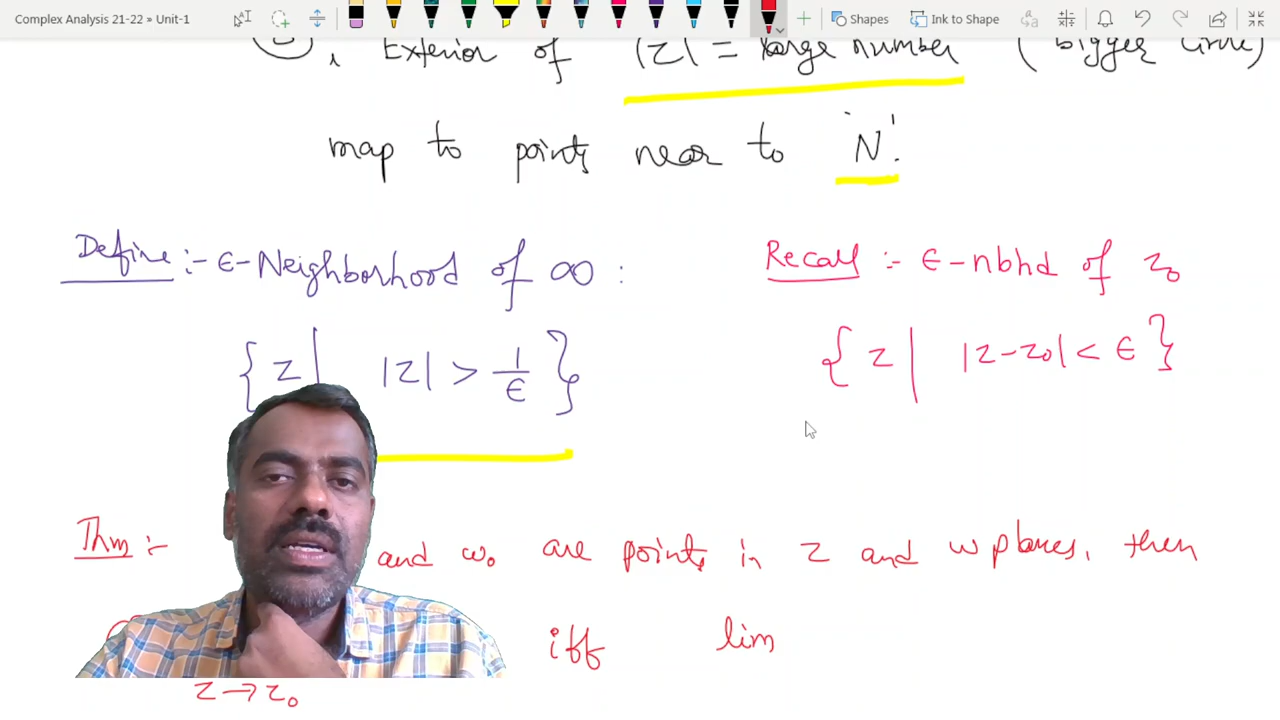 Complex Analysis 21-22 » Unit-1
Shapes
Ink to Shape
, Exterior of |z| = large number (bigger circle)
map to points near to 'N'.
Define :- ϵ-Neighborhood of ∞ :
{ z | |z| > 1/ϵ }
Recall :- ϵ-nbhd of z₀
{ z | |z-z₀| < ϵ }
Thm :- and w₀ are points in z and w planes, then
iff lim
z → z₀